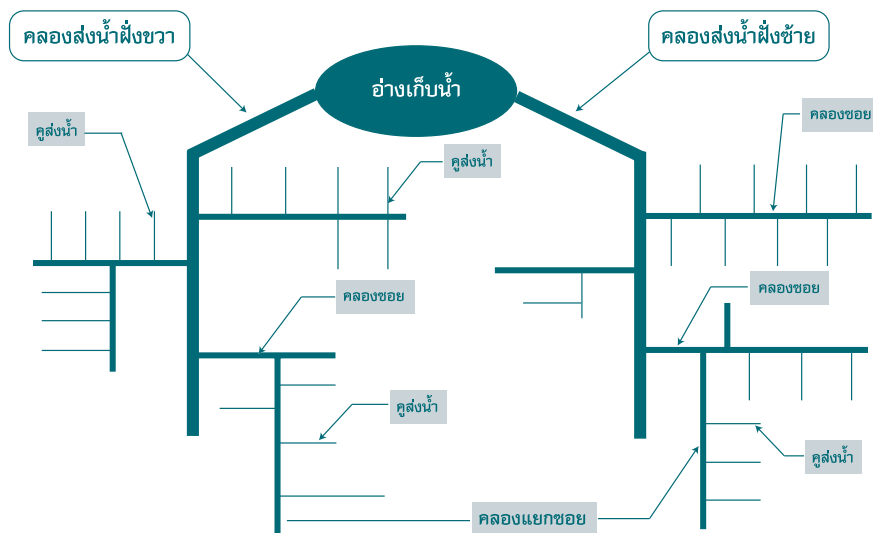 คลองส่งน้ำฝั่งขวา
คลองส่งน้ำฝั่งซ้าย
อ่างเก็บน้ำ
คลองซอย
คูส่งน้ำ
คูส่งน้ำ
คลองซอย
คลองซอย
คูส่งน้ำ
คูส่งน้ำ
คลองแยกซอย